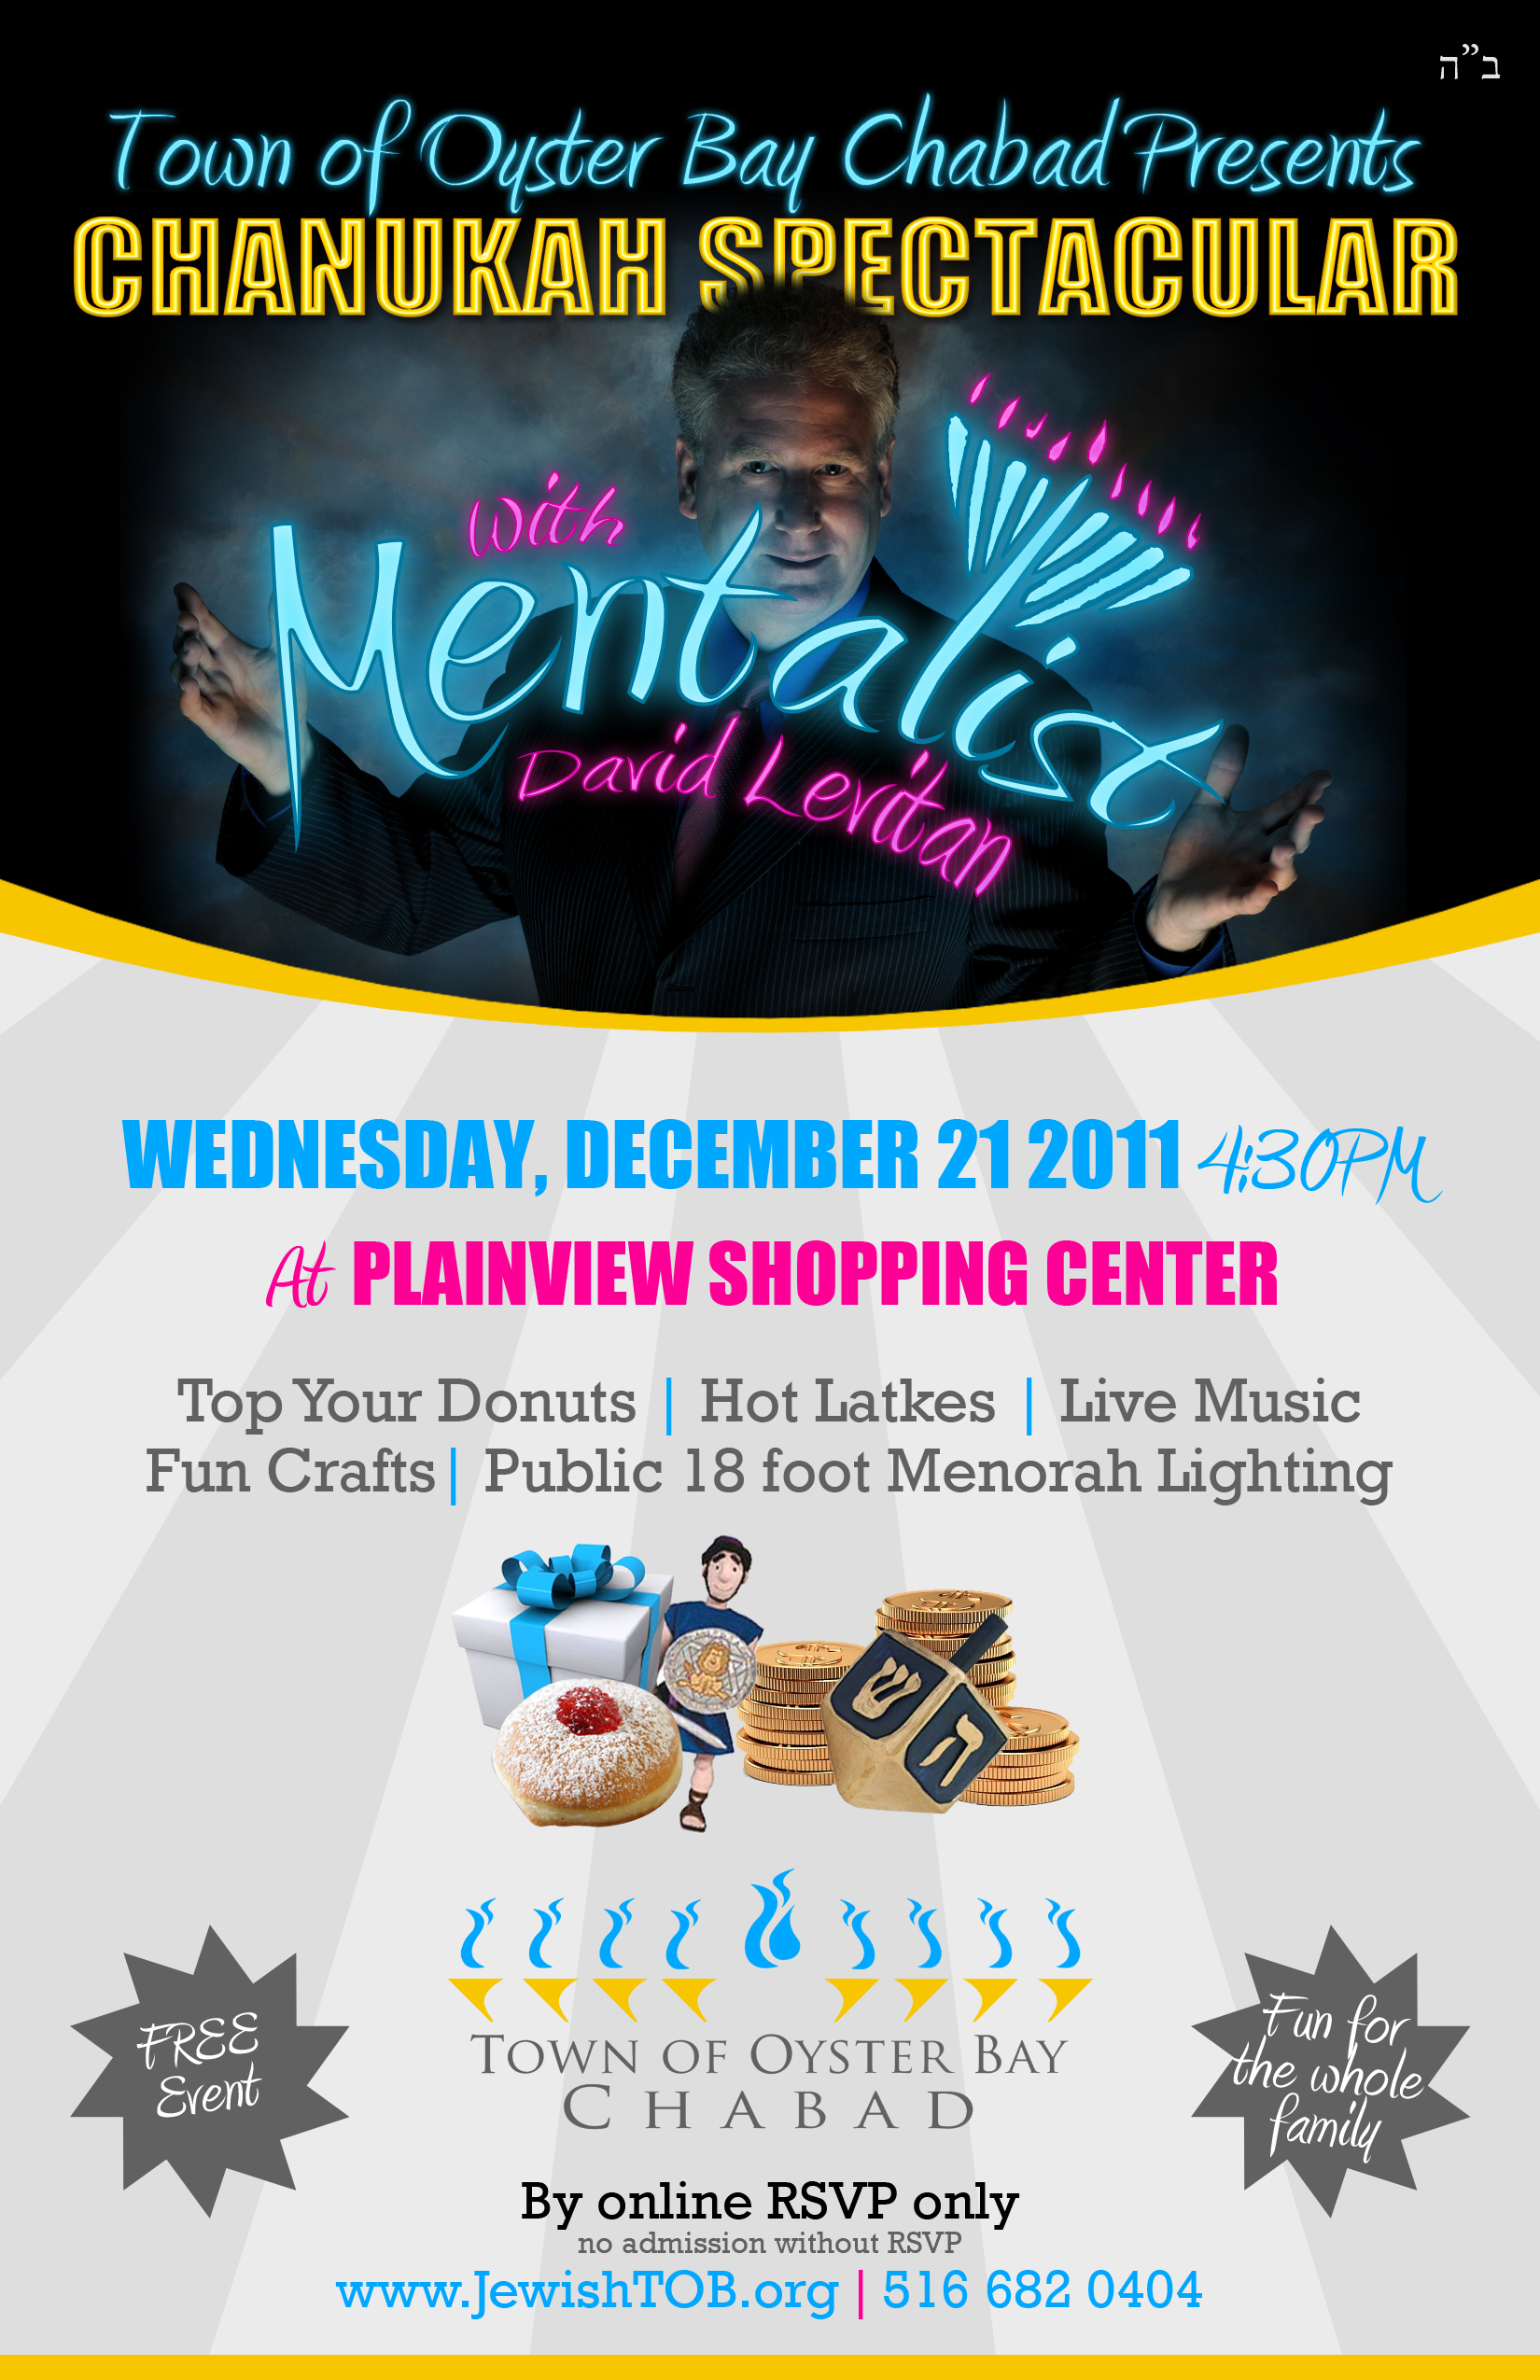 ב״ה
Town of Oyster Bay Chabad Presents
CHANUKAH SPECTACULAR
With
Mentalist
David Levitan
WEDNESDAY, DECEMBER 21 2011 4:30PM
At PLAINVIEW SHOPPING CENTER
Top Your Donuts | Hot Latkes | Live Music
Fun Crafts | Public 18 foot Menorah Lighting
ש ה
FREE
Event
Fun for
the whole
family
TOWN OF OYSTER BAY
CHABAD
By online RSVP only
no admission without RSVP
www.JewishTOB.org | 516 682 0404